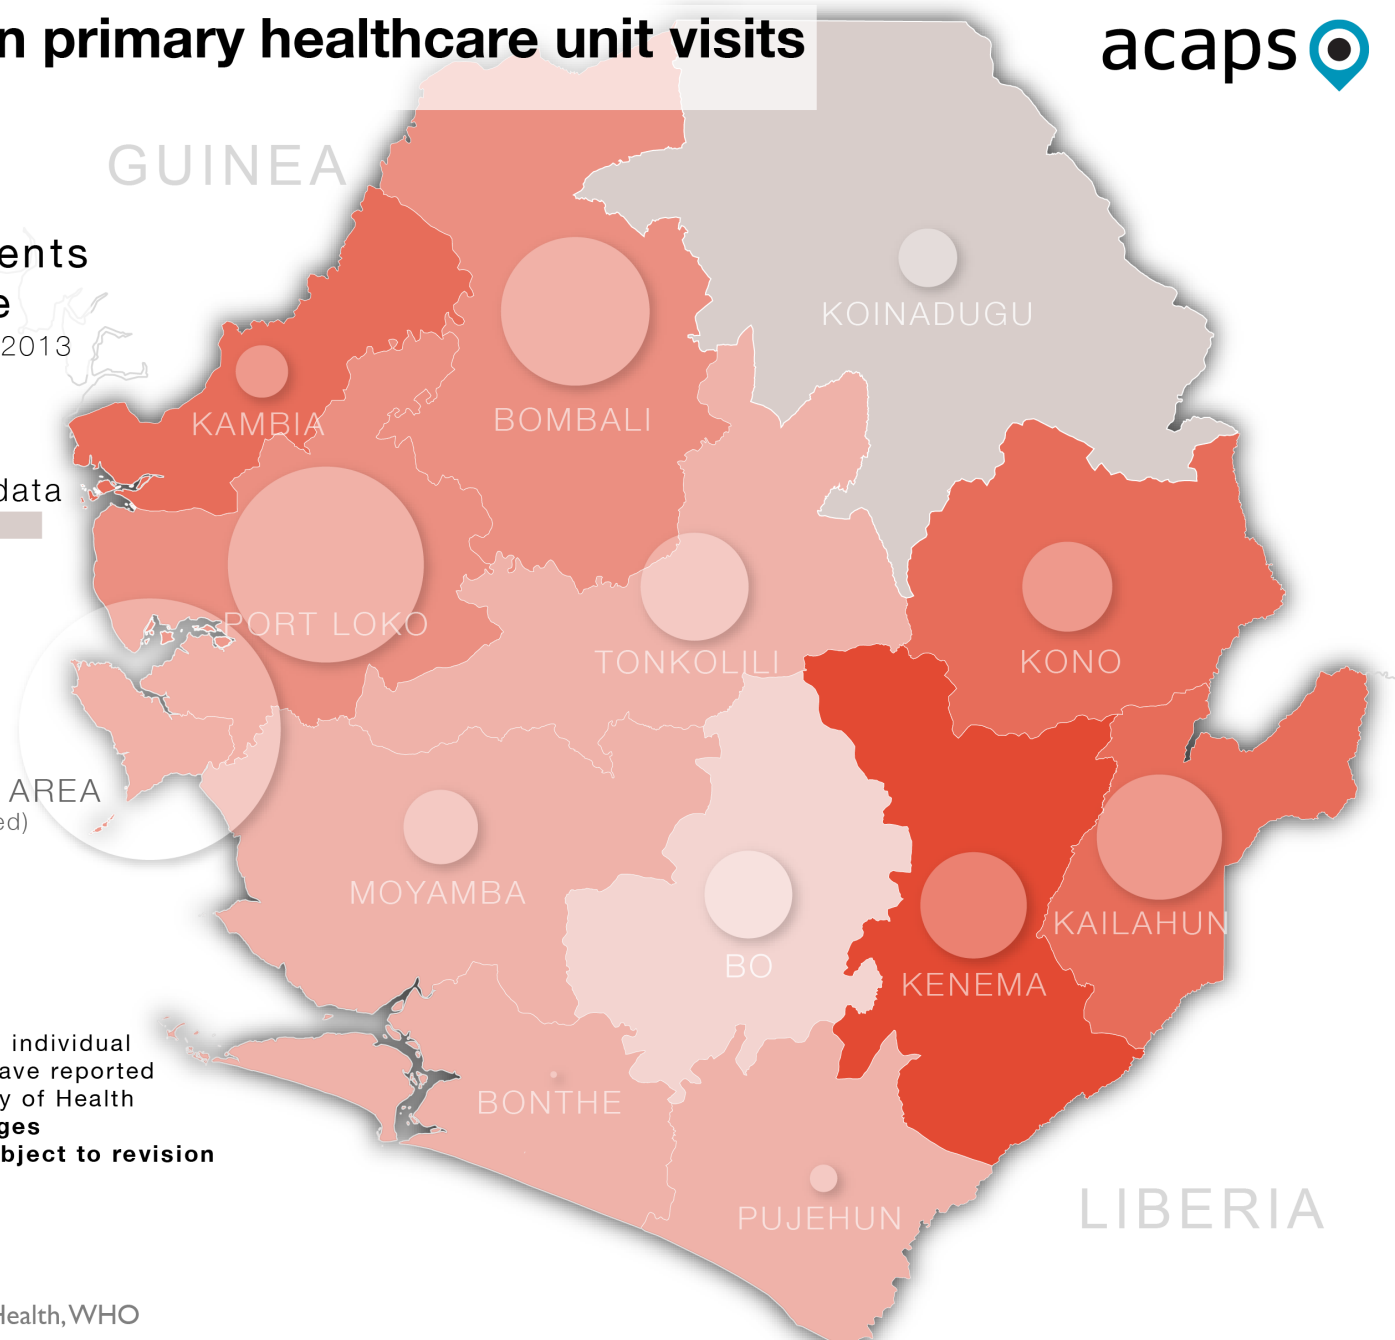 n primary healthcare unit visits
acaps
GUINEA
ents
e
2013
KOINADUGU
KAMBIA
BOMBALI
data
PORT LOKO
TONKOLILI
KONO
AREA
ed)
MOYAMBA
KAILAHUN
BO
KENEMA
individual
ave reported
y of Health
ges
bject to revision
BONTHE
PUJEHUN
LIBERIA
Health, WHO